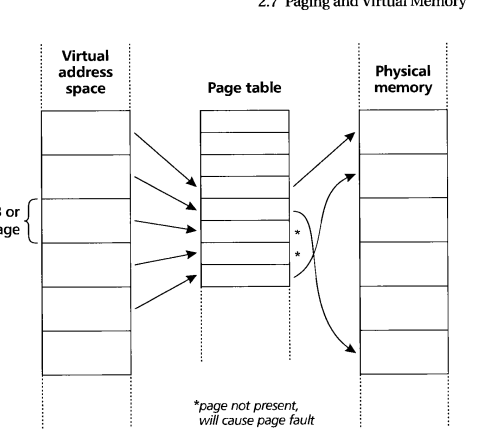 2.7 Paging and Virtual Memory
Virtual
address
space
Page table
Physical
memory
or
*
*
*page not present,
will cause page fault